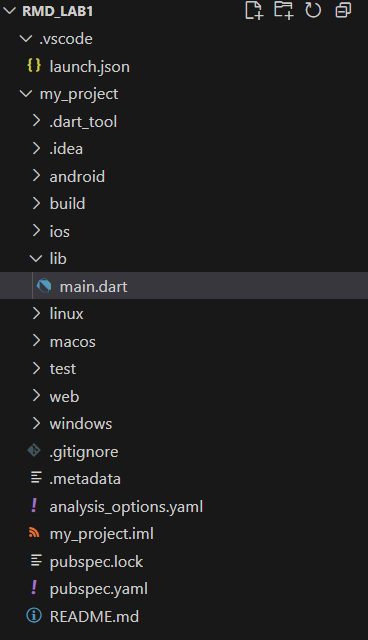 RMD_LAB1
.vscode
{} launch.json
my_project
.dart_tool
.idea
android
build
ios
lib
main.dart
linux
macos
test
web
windows
.gitignore
.metadata
! analysis_options.yaml
my_project.iml
pubspec.lock
! pubspec.yaml
README.md